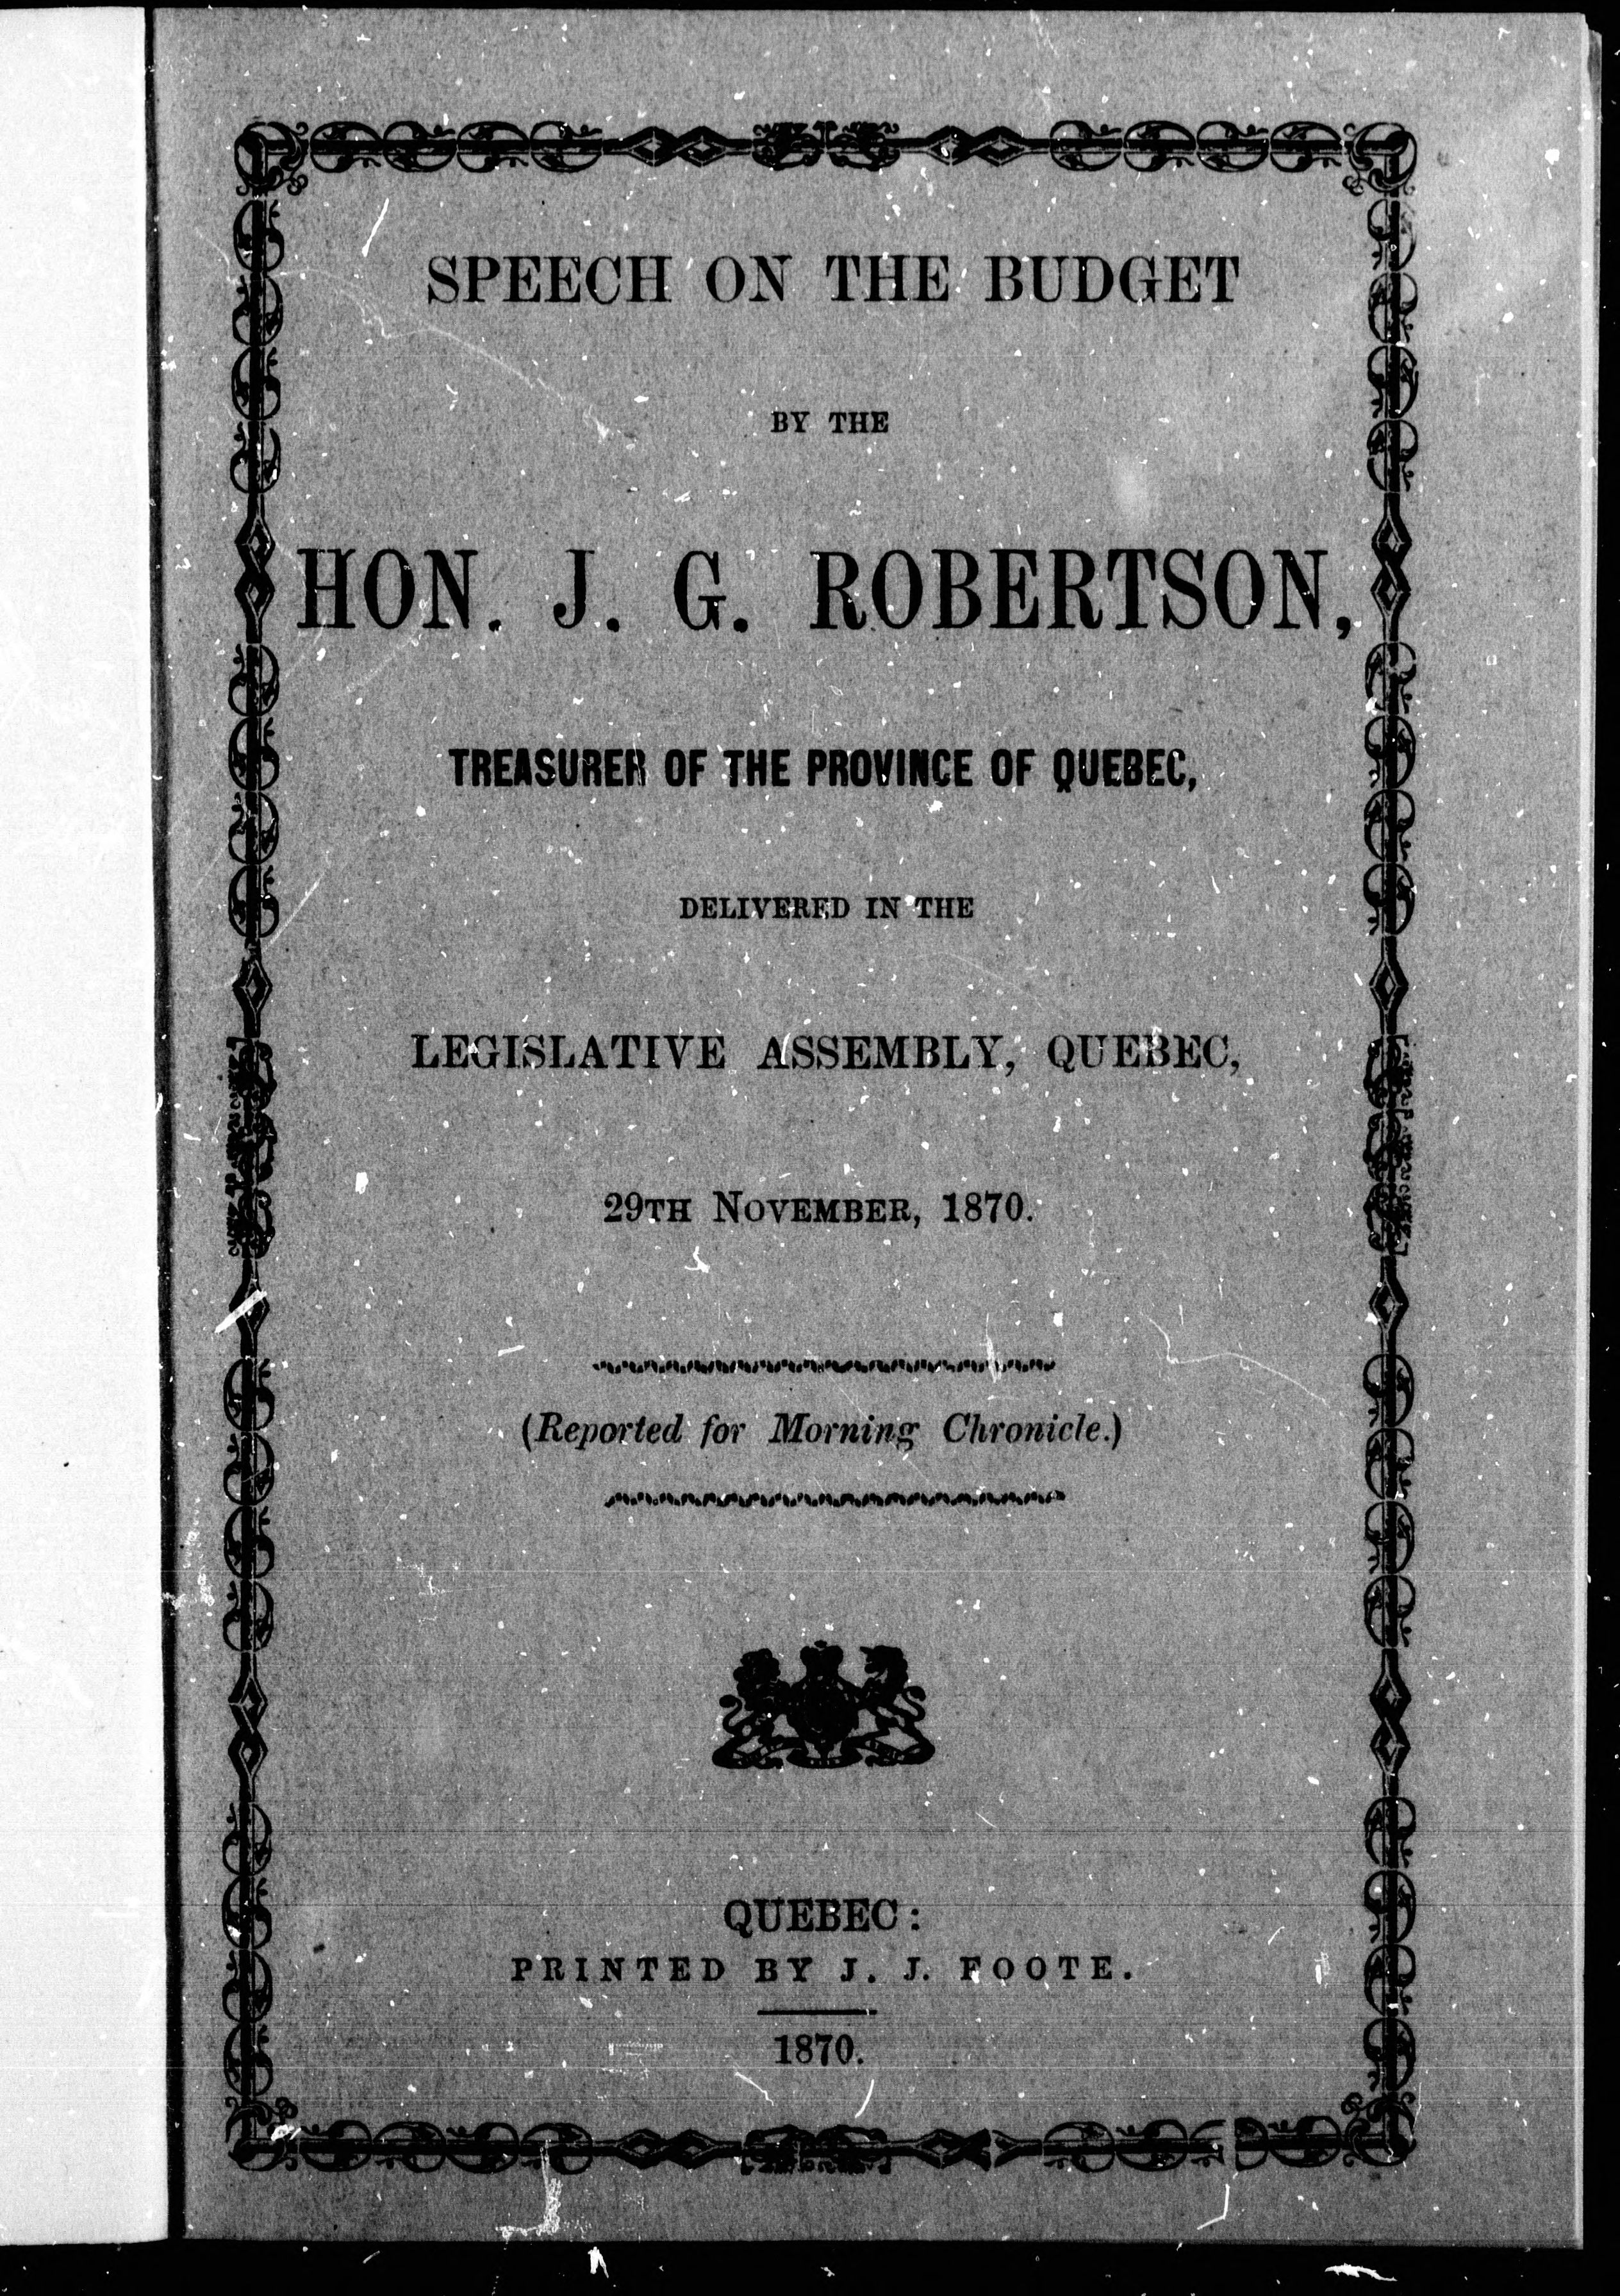 SPEECH ON THE BUDGET
BY THE
HON. J. G. ROBERTSON,
TREASURER OF THE PROVINCE OF QUEBEC,
DELIVERED IN THE
LEGISLATIVE ASSEMBLY, QUEBEC,
29TH NOVEMBER, 1870.
(Reported for Morning Chronicle.)
QUEBEC:
PRINTED BY J. J. FOOTE.
1870.